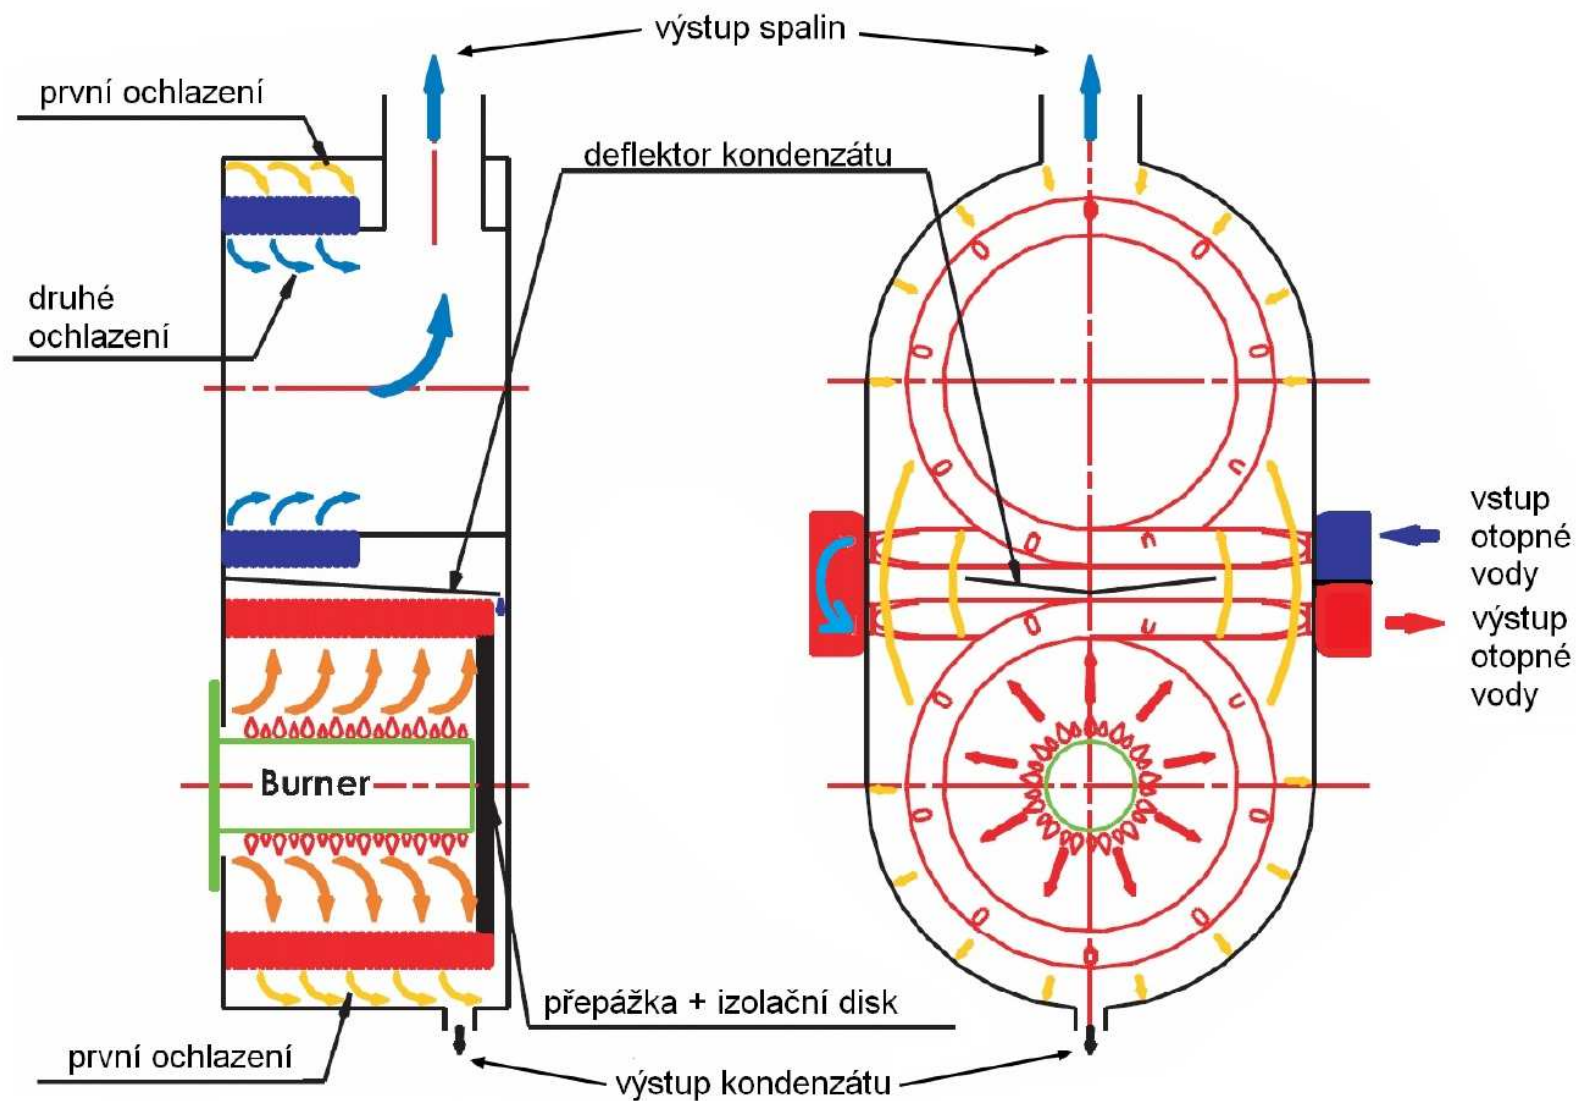 výstup spalin
první ochlazení
deflektor kondenzátu
druhé
ochlazení
vstup
otopné
vody
výstup
otopné
vody
Burner
přepážka + izolační disk
první ochlazení
výstup kondenzátu